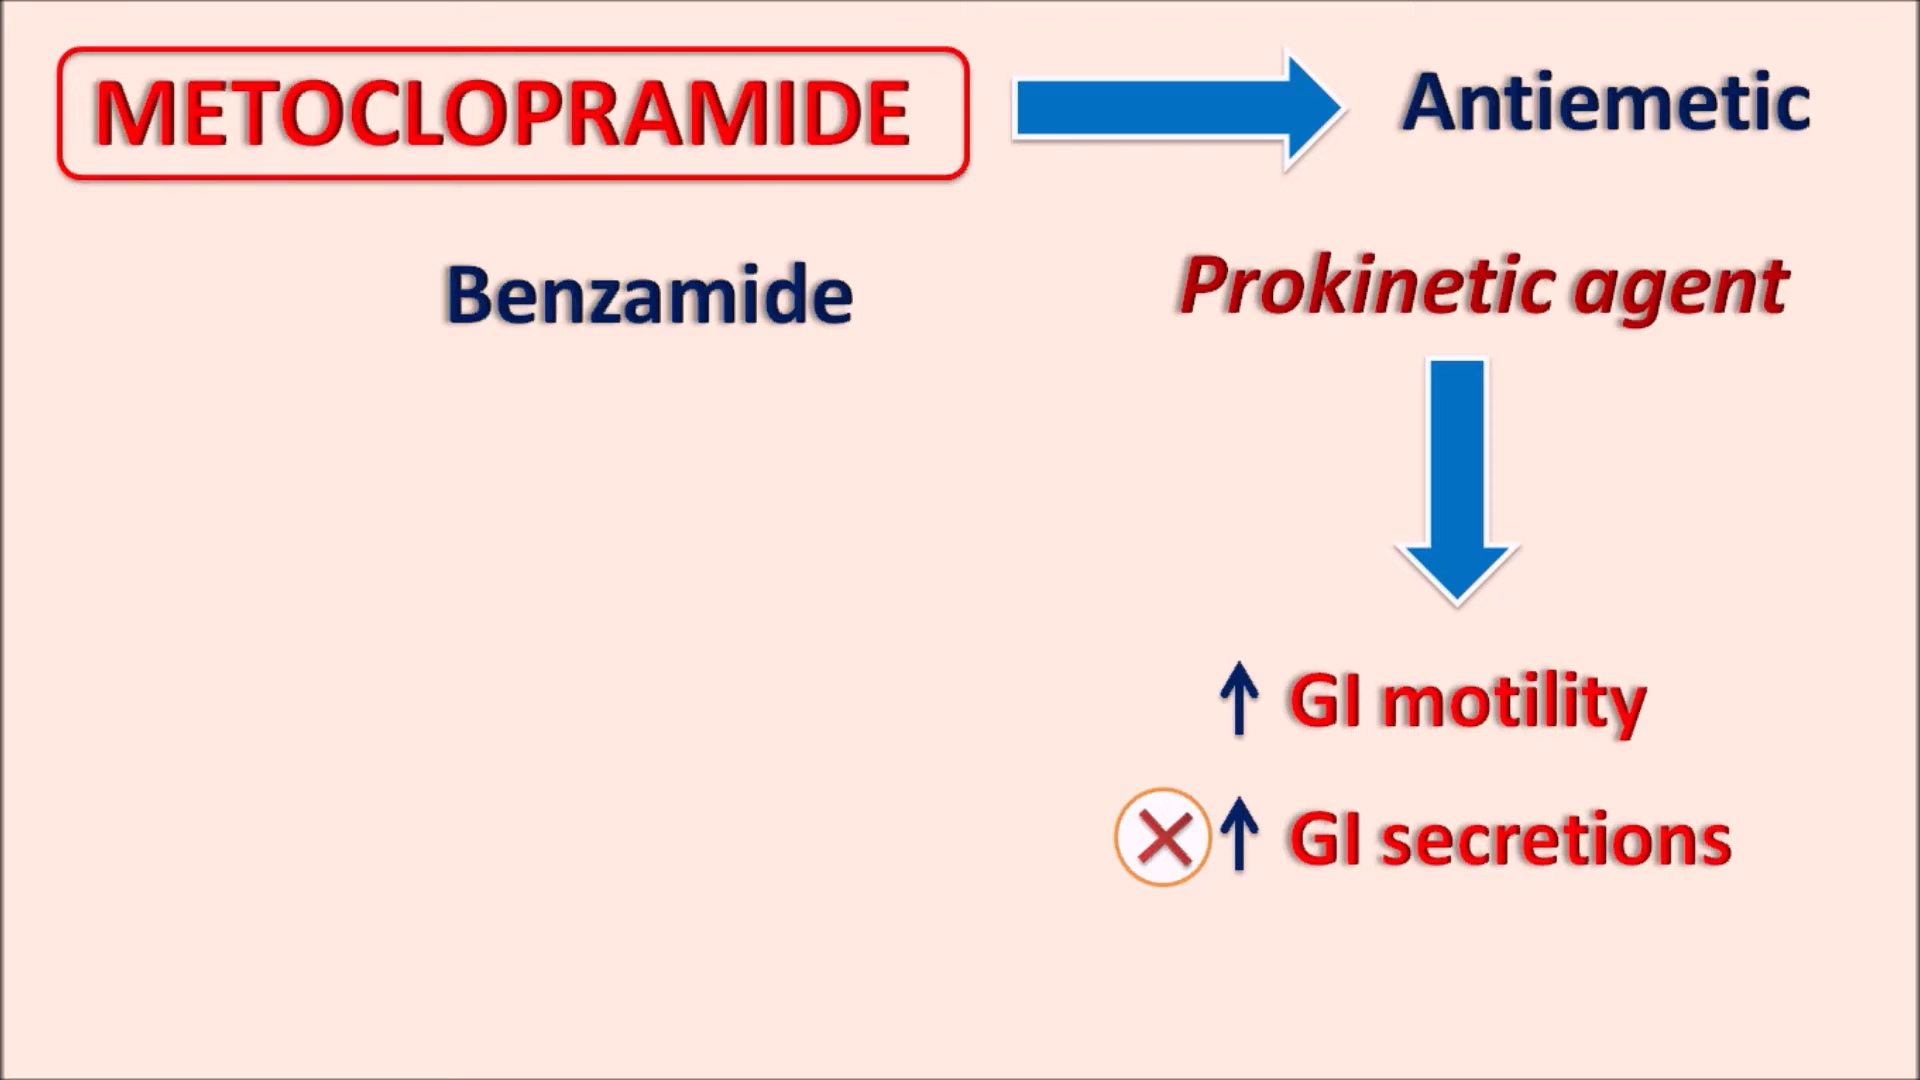 METOCLOPRAMIDE
Antiemetic
Benzamide
Prokinetic agent
↑ GI motility
↑ GI secretions